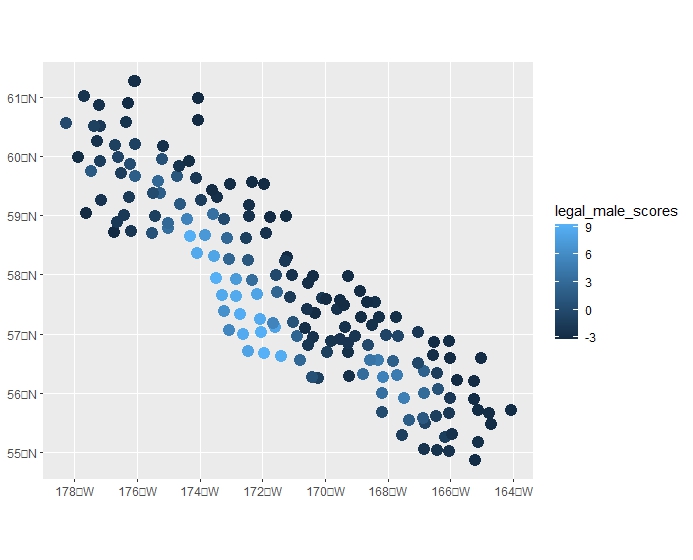 61▯N
60▯N
59▯N
58▯N
57▯N
56▯N
55▯N
178▯W 176▯W 174▯W 172▯W 170▯W 168▯W 166▯W 164▯W
legal_male_scores
9
6
3
0
-3